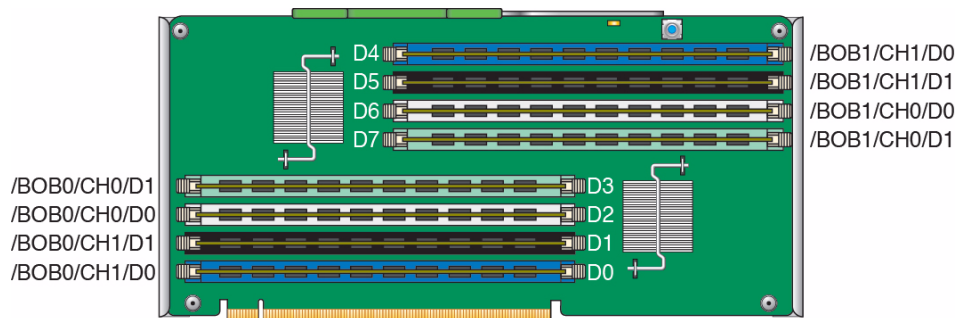 D4 /BOB1/CH1/D0
D5 /BOB1/CH1/D1
D6 /BOB1/CH0/D0
D7 /BOB1/CH0/D1
/BOB0/CH0/D1 D3
/BOB0/CH0/D0 D2
/BOB0/CH1/D1 D1
/BOB0/CH1/D0 D0